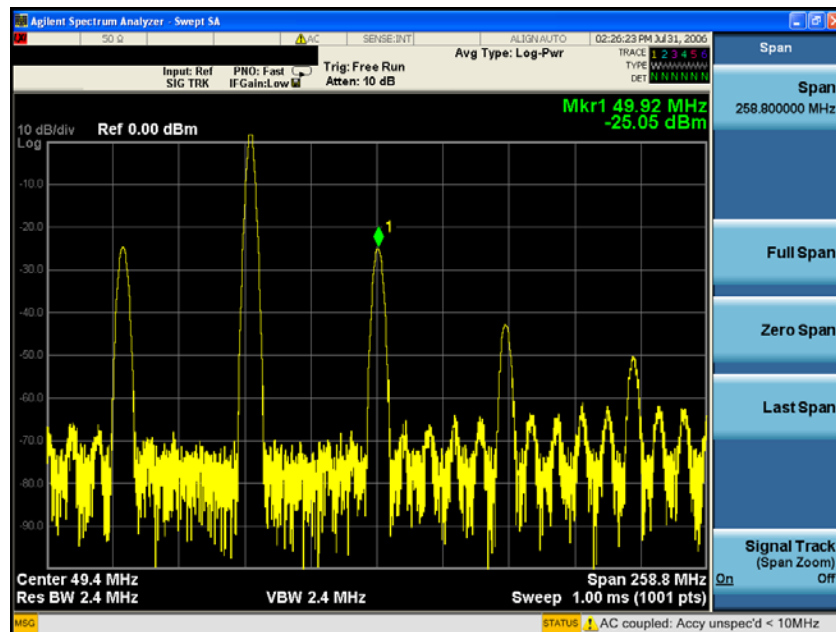 Agilent Spectrum Analyzer - Swept SA
50 Ω AC SENSE:INT ALIGN AUTO 02:26:23 PM Jul 31, 2006
Input: Ref PNO: Fast Trig: Free Run Avg Type: Log-Pwr TRACE 1 2 3 4 5 6
SIG TRK IFGain:Low Atten: 10 dB TYPE W
DET N N N N N N
Mkr1 49.92 MHz
-25.05 dBm
10 dB/div Ref 0.00 dBm
Log
-10.0
-20.0
1
-30.0
-40.0
-50.0
-60.0
-70.0
-80.0
-90.0
Center 49.4 MHz Span 258.8 MHz
Res BW 2.4 MHz VBW 2.4 MHz Sweep 1.00 ms (1001 pts)
MSG STATUS AC coupled: Accy unspec'd < 10MHz
Span
Span
258.800000 MHz
Full Span
Zero Span
Last Span
Signal Track
(Span Zoom)
On Off